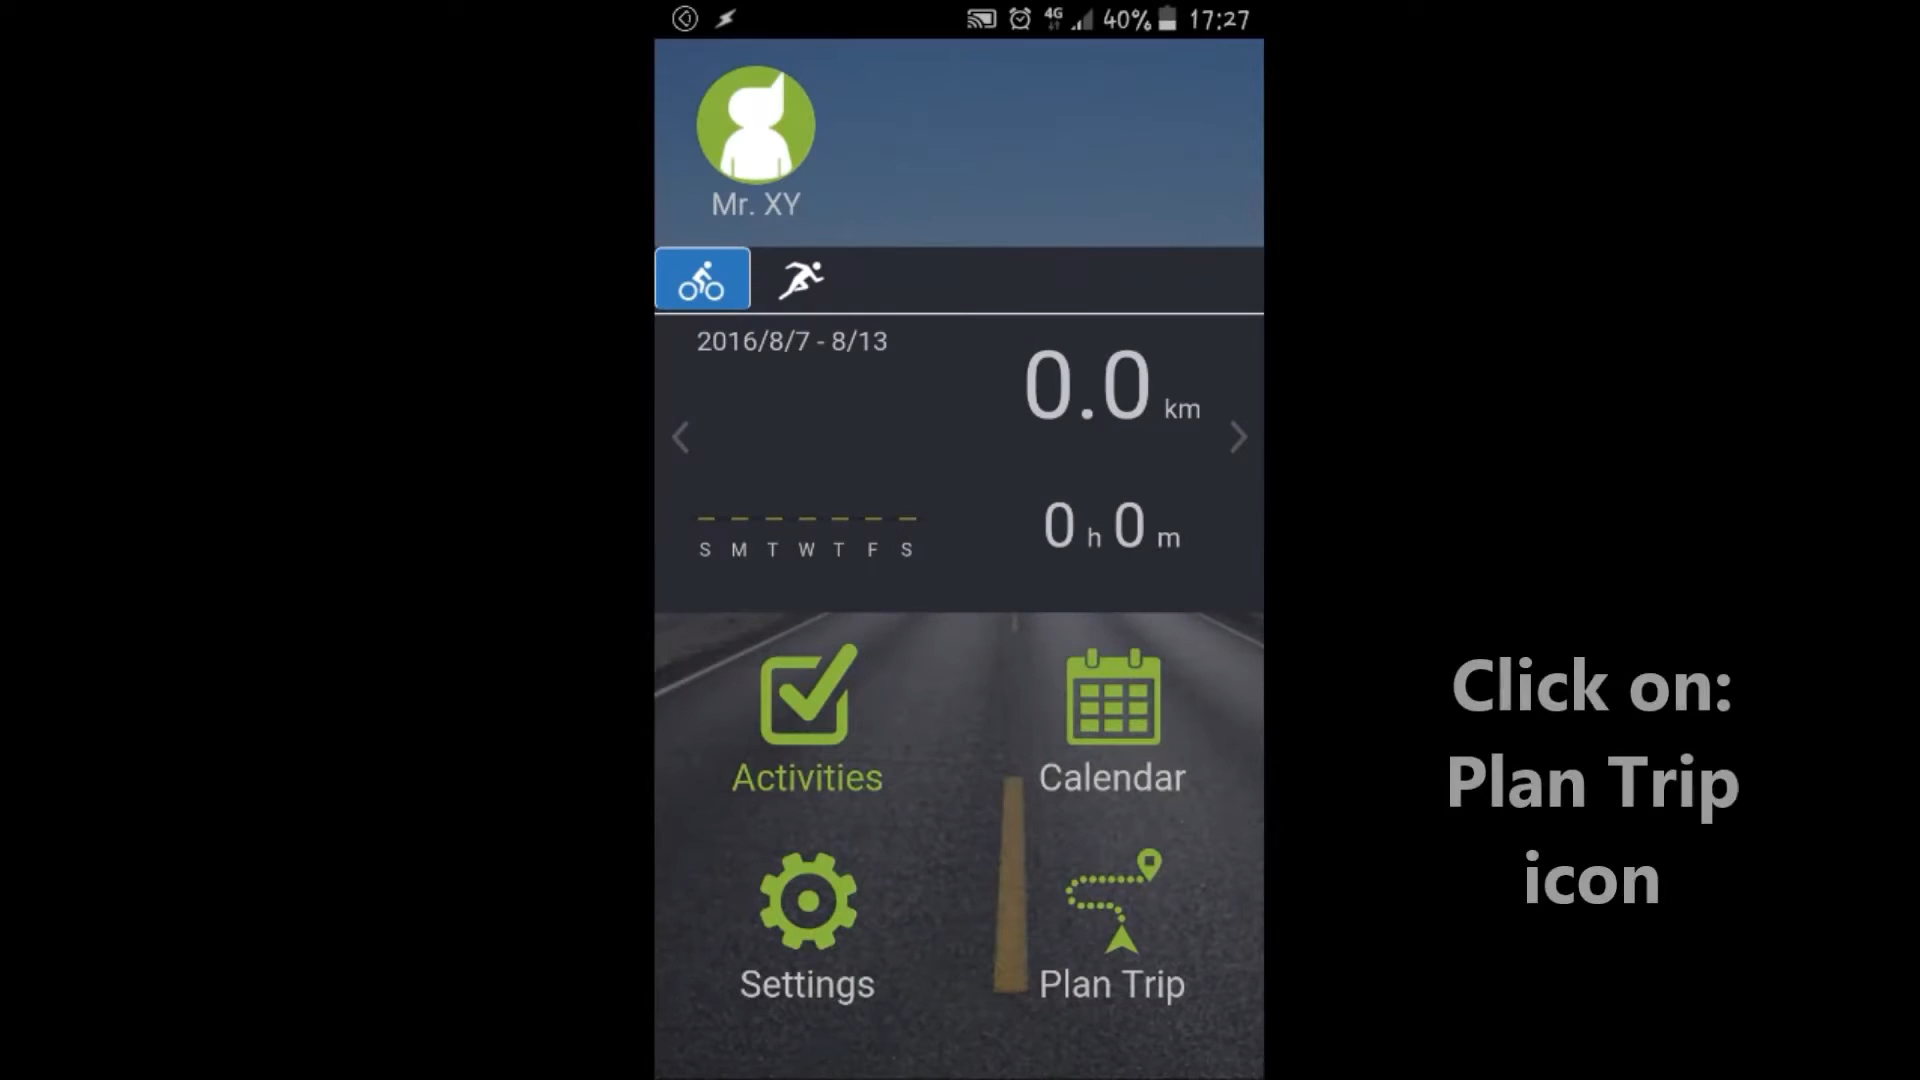 4G 40% 17:27
Mr. XY
2016/8/7 - 8/13
0.0 km
0 h 0 m
S M T W T F S
Activities
Calendar
Settings
Plan Trip
Click on:
Plan Trip
icon